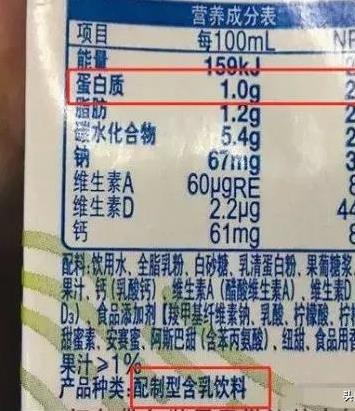 营养成分表
项目 每100mL
能量 159kJ
蛋白质 1.0g
脂肪 1.2g
碳水化合物 5.4g
钠 67mg
维生素A 60μgRE
维生素D 2.2μg
钙 61mg
配料:饮用水、全脂乳粉、白砂糖、乳清蛋白粉、果葡糖浆
果汁、钙(乳酸钙)、维生素A(醋酸维生素A)、维生素D
D₃)、食品添加剂【羧甲基纤维素钠、乳酸、柠檬酸、柠
甜蜜素、安赛蜜、阿斯巴甜(含苯丙氨酸)、纽甜、食品用香
果汁≥1%
产品种类:配制型含乳饮料